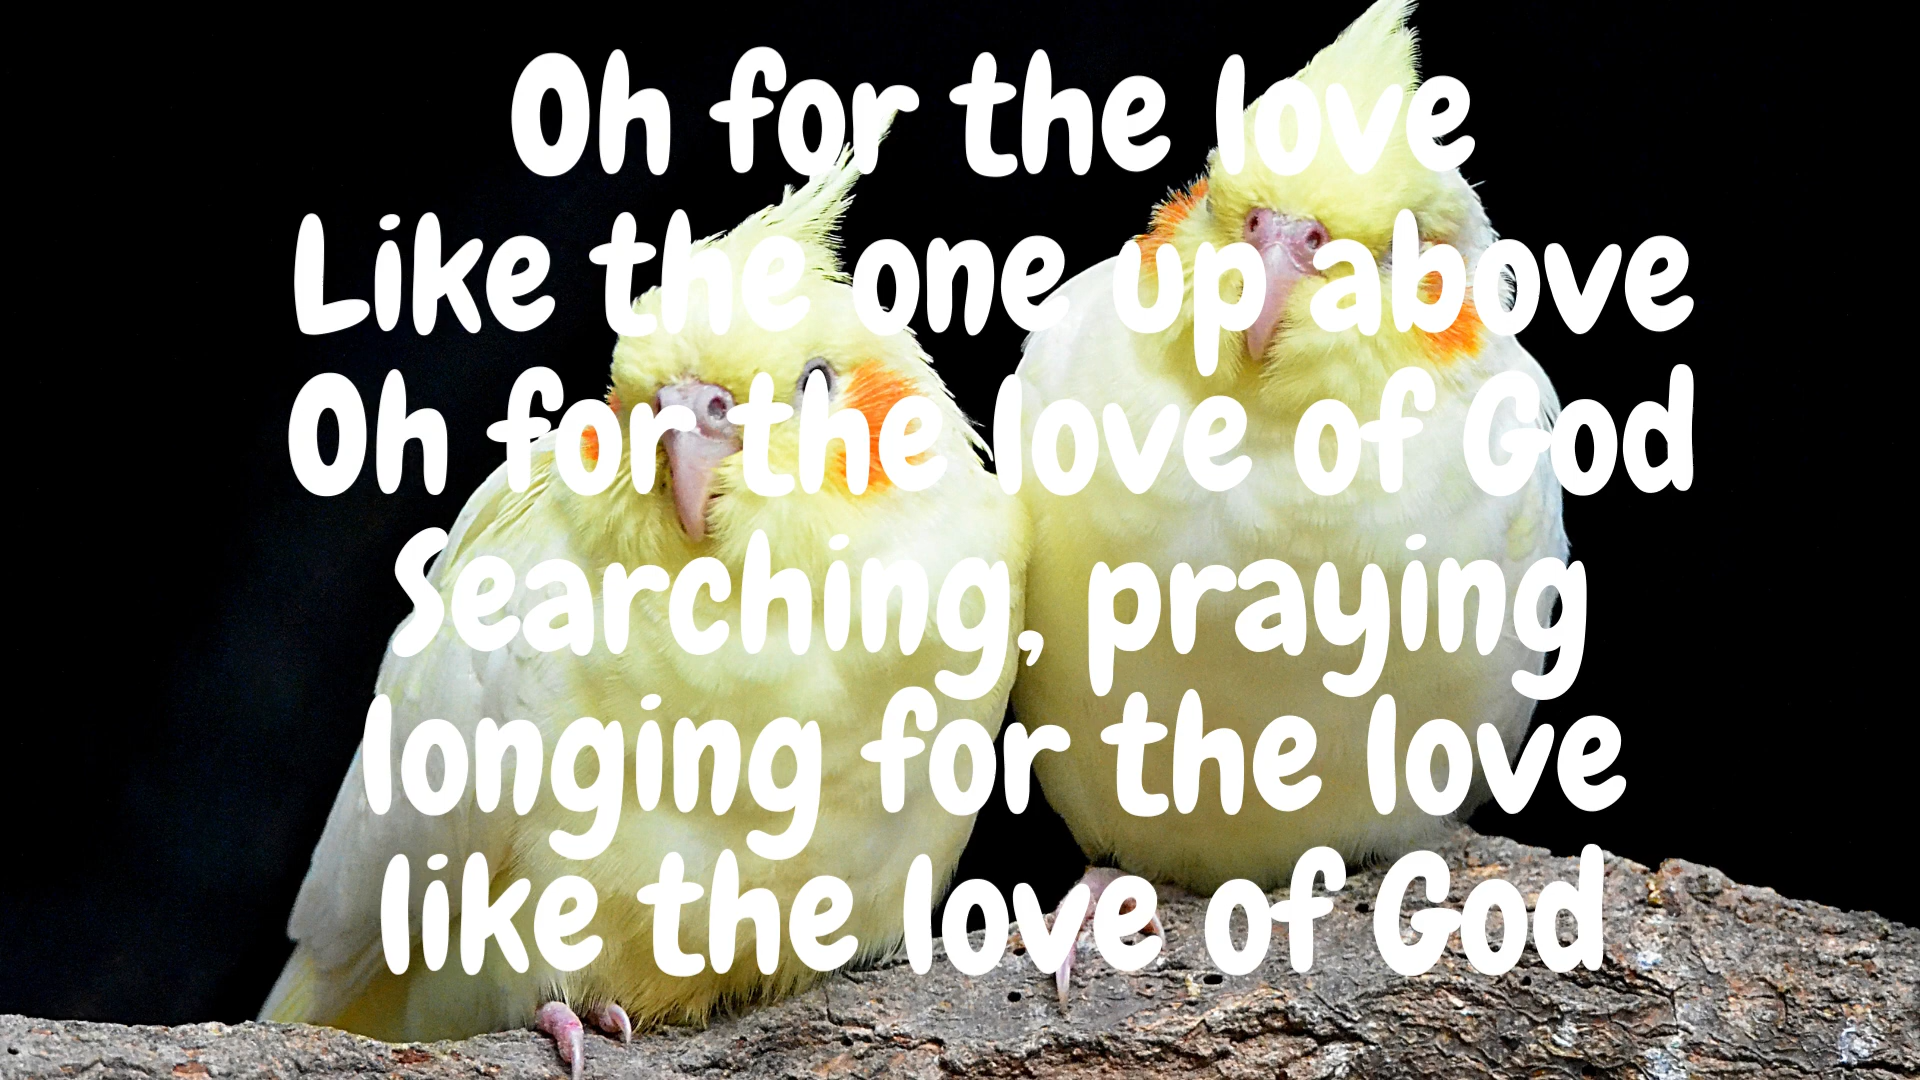 Oh for the love
Like the one up above
Oh for the love of God
Searching, praying
longing for the love
like the love of God